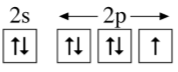 2s 2p
↑↓ ↑↓ ↑↓ ↑